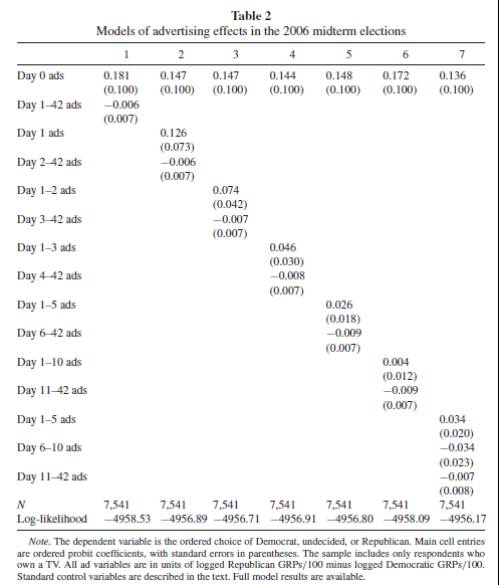 Table 2
Models of advertising effects in the 2006 midterm elections
1 2 3 4 5 6 7
Day 0 ads 0.181 0.147 0.147 0.144 0.148 0.172 0.136
(0.100) (0.100) (0.100) (0.100) (0.100) (0.100) (0.100)
Day 1–42 ads −0.006
(0.007)
Day 1 ads 0.126
(0.073)
Day 2–42 ads −0.006
(0.007)
Day 1–2 ads 0.074
(0.042)
Day 3–42 ads −0.007
(0.007)
Day 1–3 ads 0.046
(0.030)
Day 4–42 ads −0.008
(0.007)
Day 1–5 ads 0.026
(0.018)
Day 6–42 ads −0.009
(0.007)
Day 1–10 ads 0.004
(0.012)
Day 11–42 ads −0.009
(0.007)
Day 1–5 ads 0.034
(0.020)
Day 6–10 ads −0.034
(0.023)
Day 11–42 ads −0.007
(0.008)
N 7,541 7,541 7,541 7,541 7,541 7,541 7,541
Log-likelihood −4958.53 −4956.89 −4956.71 −4956.91 −4956.80 −4958.09 −4956.17
Note. The dependent variable is the ordered choice of Democrat, undecided, or Republican. Main cell entries
are ordered probit coefficients, with standard errors in parentheses. The sample includes only respondents who
own a TV. All ad variables are in units of logged Republican GRPs/100 minus logged Democratic GRPs/100.
Standard control variables are described in the text. Full model results are available.